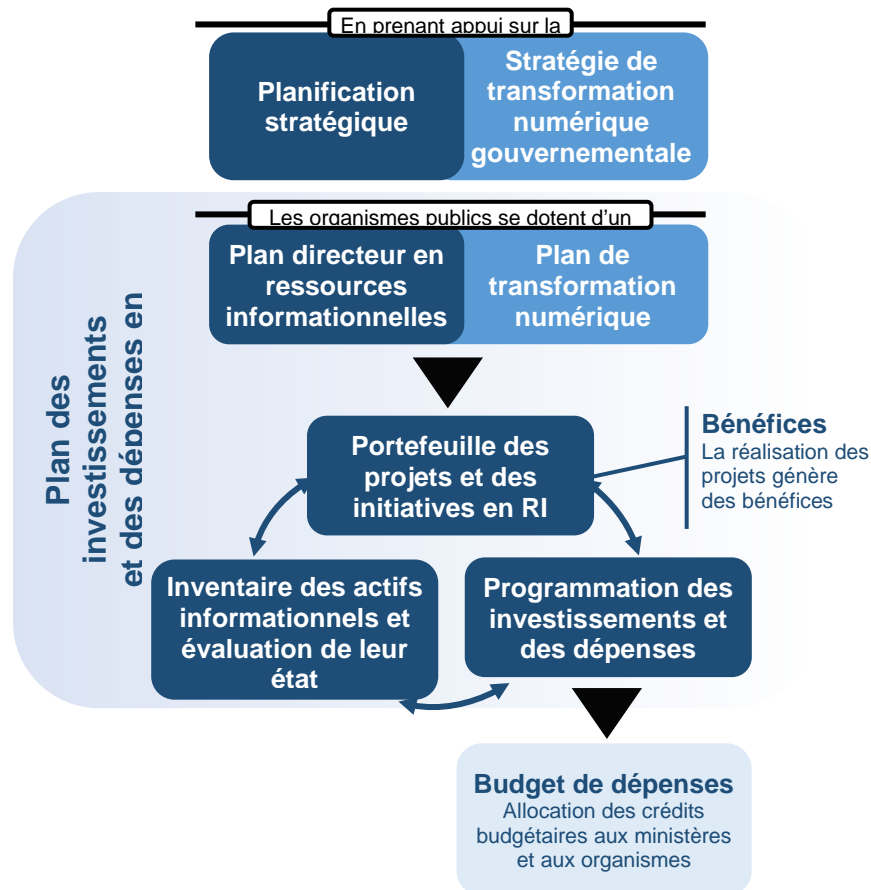 En prenant appui sur la
Planification
stratégique
Stratégie de
transformation
numérique
gouvernementale
Les organismes publics se dotent d'un
Plan directeur en
ressources
informationnelles
Plan de
transformation
numérique
Plan des
investissements
et des dépenses en
Portefeuille des
projets et des
initiatives en RI
Bénéfices
La réalisation des
projets génère
des bénéfices
Inventaire des actifs
informationnels et
évaluation de leur
état
Programmation des
investissements et
des dépenses
Budget de dépenses
Allocation des crédits
budgétaires aux ministères
et aux organismes